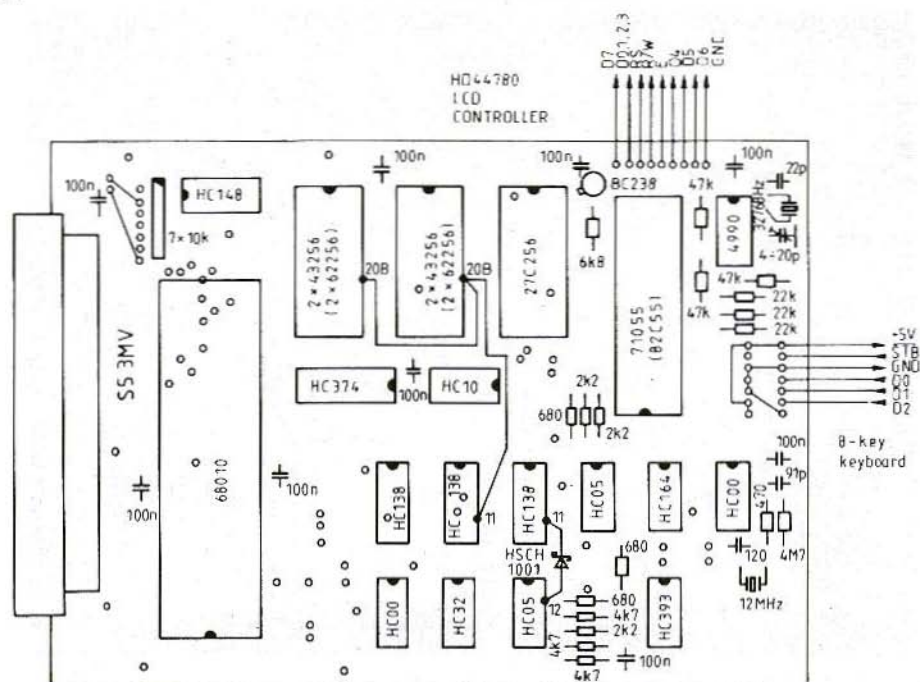 HD44780
LCD
CONTROLLER
D7
D0,1,2,3
RS
R/W
E
D4
D5
D6
GND
100n
100n
100n
100n
22p
HC148
7×10k
2×43256
(2×62256)
20B
2×43256
(2×62256)
20B
27C256
BC238
6k8
71055
(82C55)
47k
47k
4990
32768Hz
4÷20p
47k
22k
22k
22k
+5V
STB
GND
D0
D1
D2
8-key
keyboard
SS3MV
68010
HC374
100n
HC10
2k2
680
2k2
100n
100n
HC138
HC138
11
HC138
11
HC05
HC164
HC00
100n
91p
470
4M7
120
12MHz
HSCH
1001
680
HC00
HC32
HC05
12
680
4k7
2k2
4k7
4k7
100n
HC393